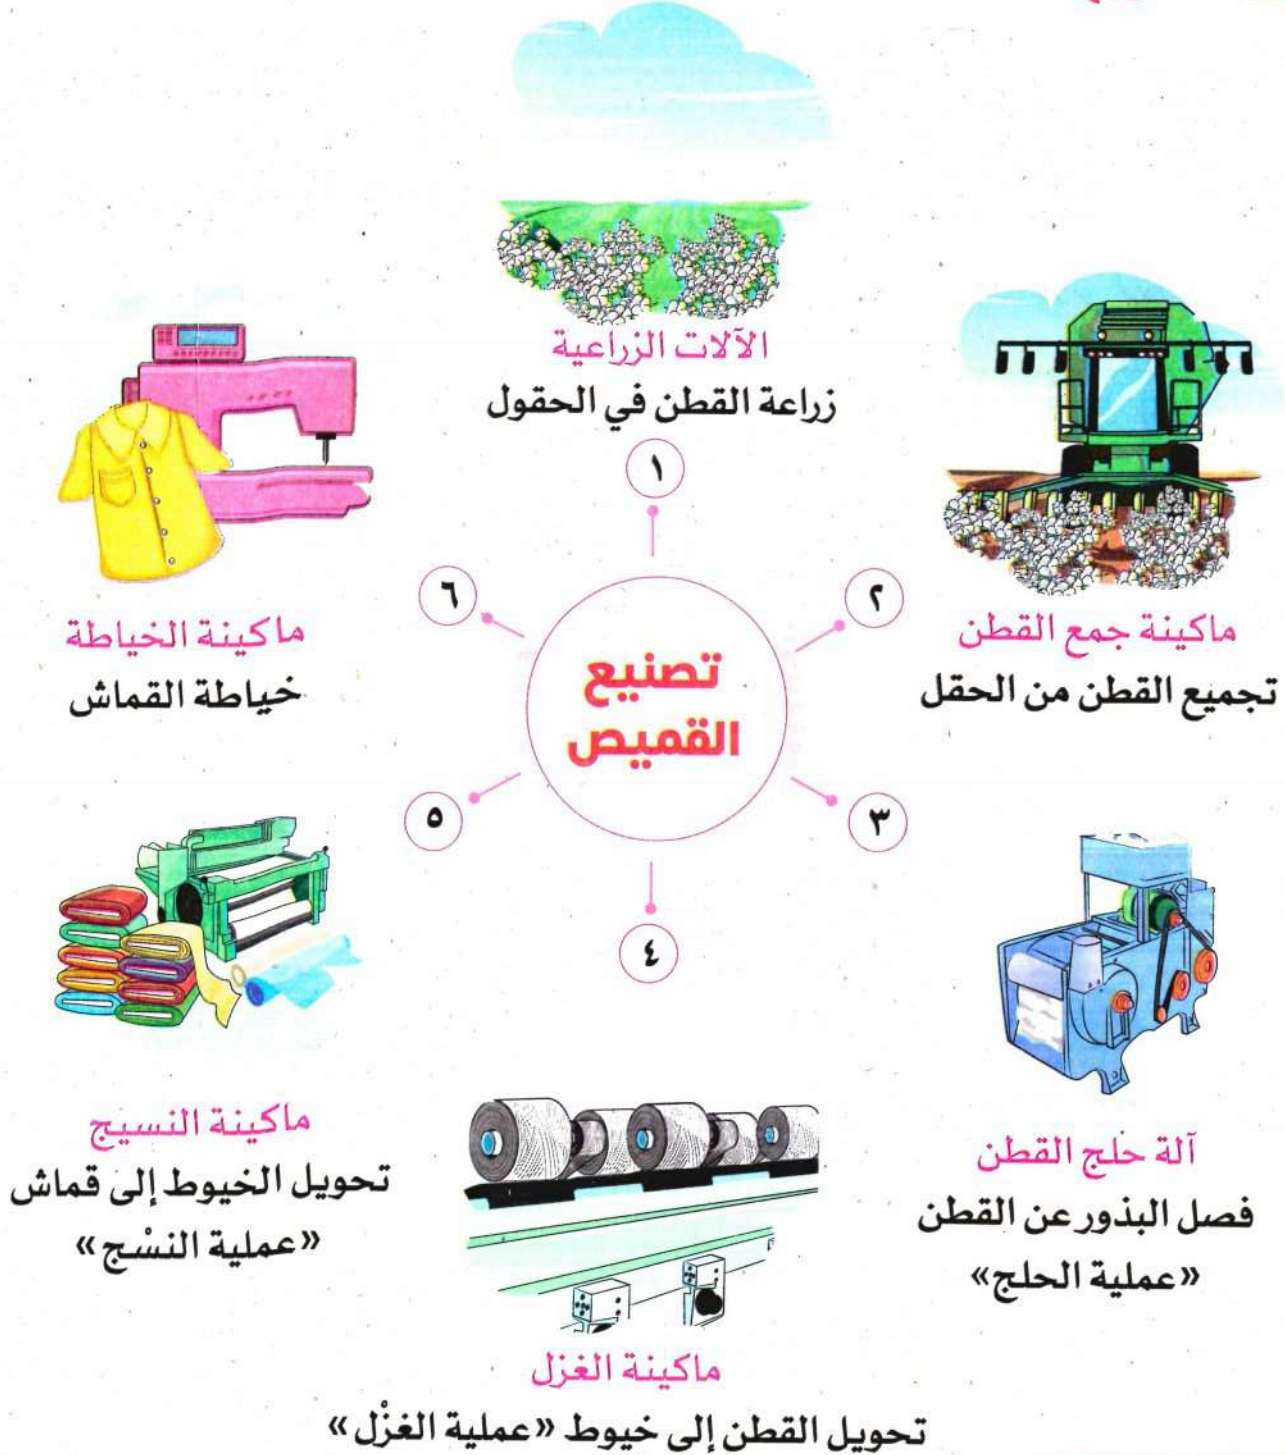 تصنيع
القميص
١
الآلات الزراعية
زراعة القطن في الحقول
٢
ماكينة جمع القطن
تجميع القطن من الحقل
٣
آلة حلج القطن
فصل البذور عن القطن
«عملية الحلج»
٤
ماكينة الغزل
تحويل القطن إلى خيوط «عملية الغزْل»
٥
ماكينة النسيج
تحويل الخيوط إلى قماش
«عملية النسْج»
٦
ماكينة الخياطة
خياطة القماش